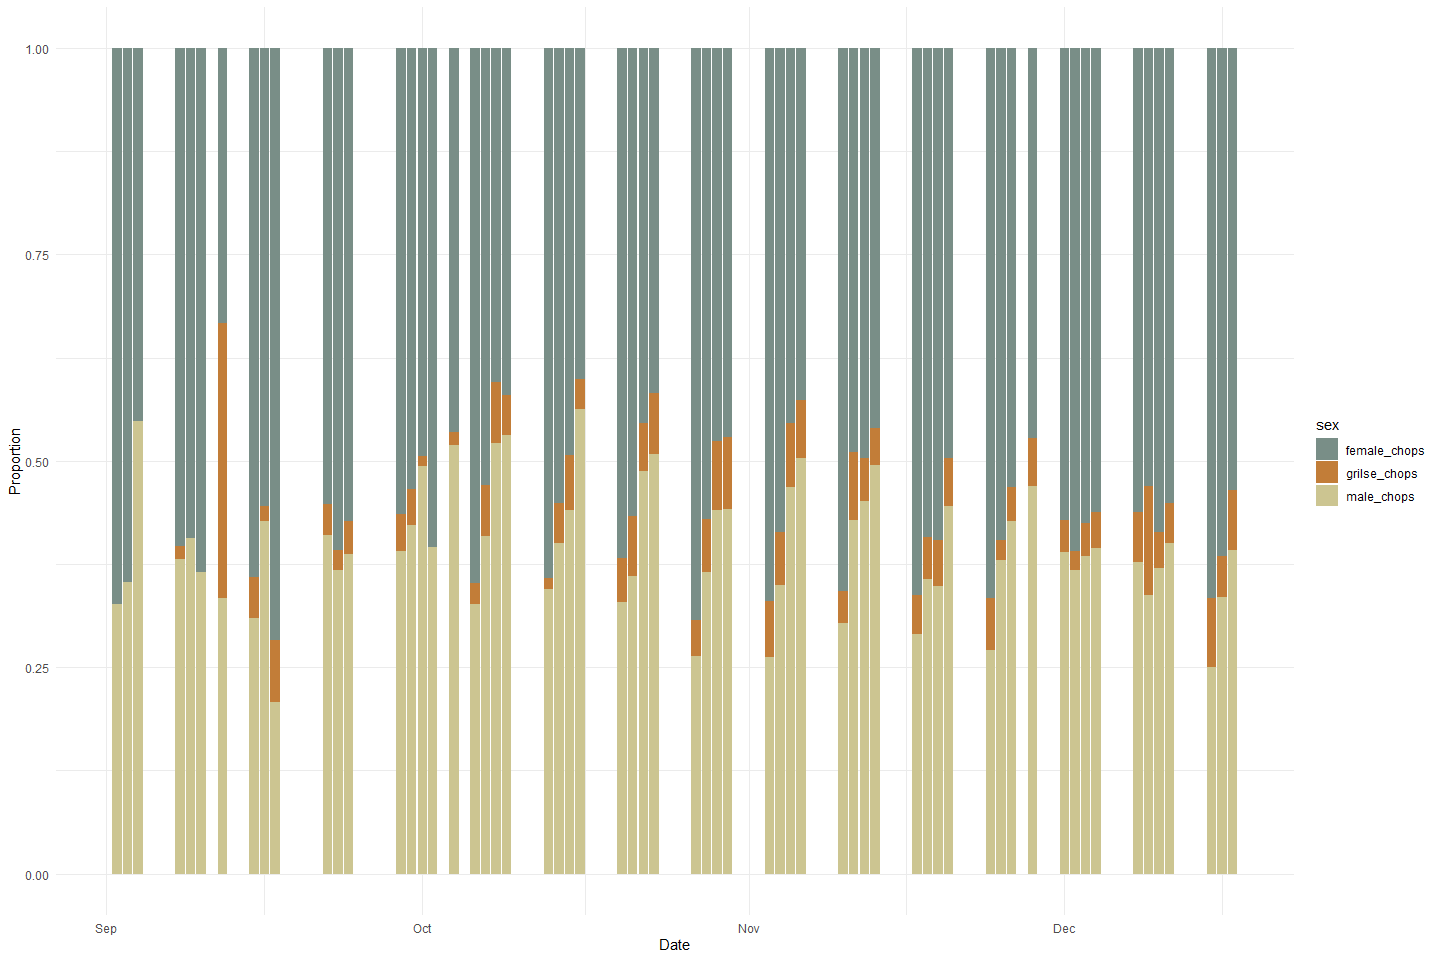 1.00
0.75
0.50
0.25
0.00
Proportion
Sep
Oct
Nov
Dec
Date
sex
female_chops
grilse_chops
male_chops